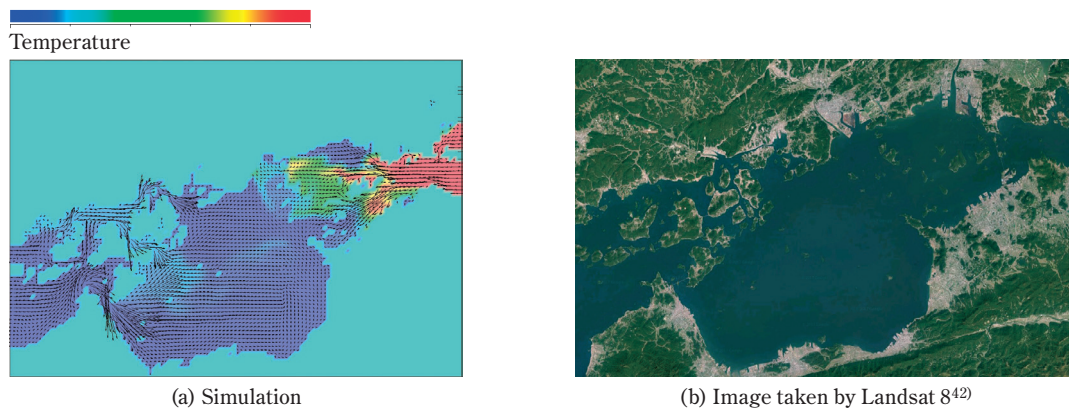 Temperature
(a) Simulation
(b) Image taken by Landsat 8⁴²⁾